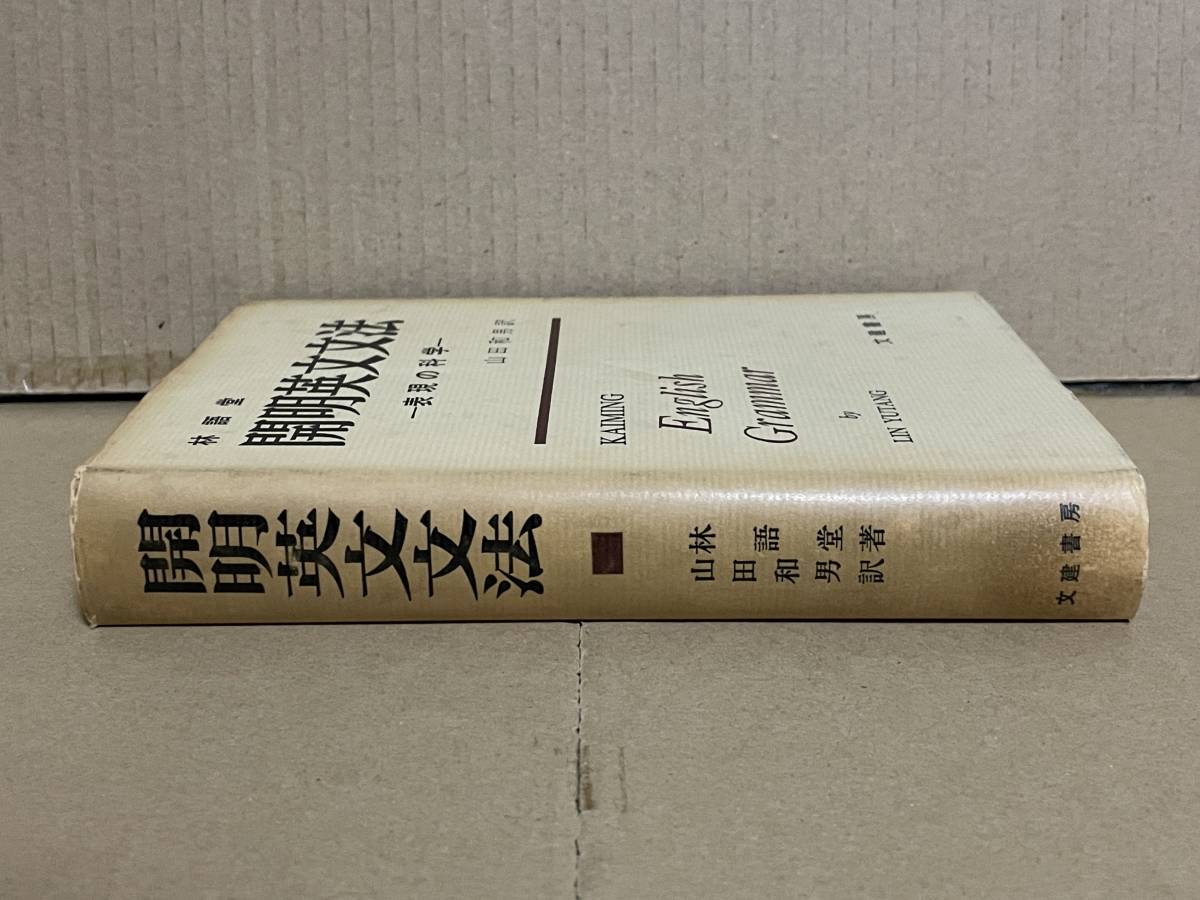 林語堂
開明英文文法
―表現の科學―
山田和男訳
KAIMING
English
Grammar
by
LIN YUTANG
文建書房
開明英文文法
林語堂著
山田和男訳
文建書房